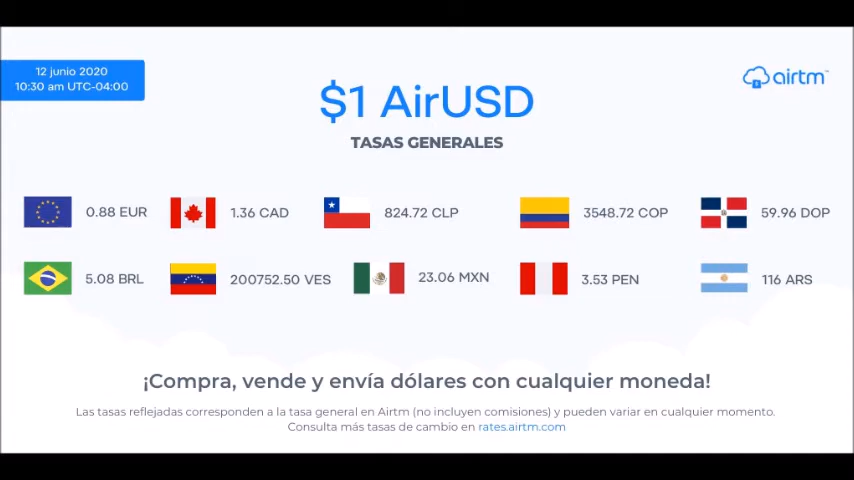 12 junio 2020
10:30 am UTC-04:00
airtm™
$1 AirUSD
TASAS GENERALES
0.88 EUR
1.36 CAD
824.72 CLP
3548.72 COP
59.96 DOP
5.08 BRL
200752.50 VES
23.06 MXN
3.53 PEN
116 ARS
¡Compra, vende y envía dólares con cualquier moneda!
Las tasas reflejadas corresponden a la tasa general en Airtm (no incluyen comisiones) y pueden variar en cualquier momento.
Consulta más tasas de cambio en rates.airtm.com